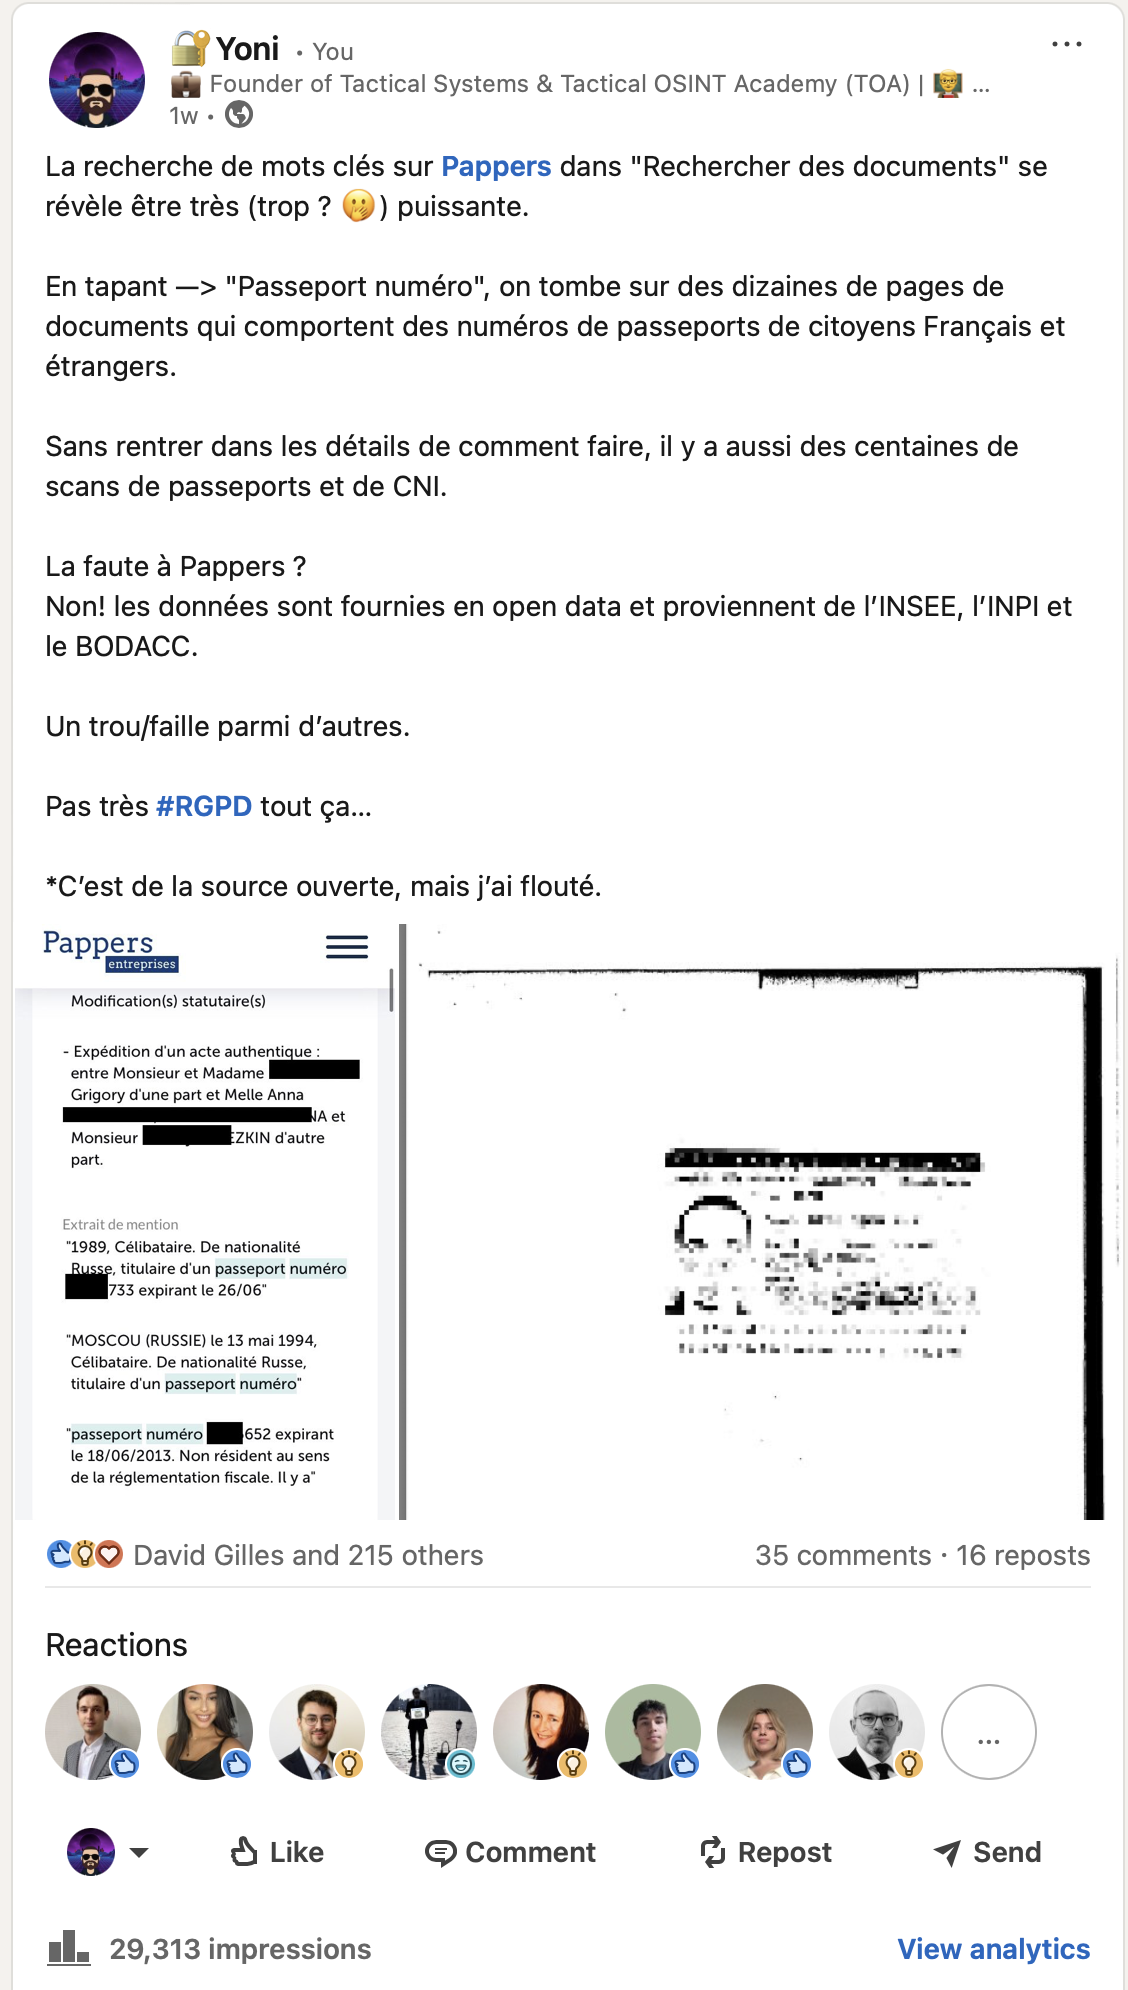 Yoni • You
Founder of Tactical Systems & Tactical OSINT Academy (TOA) | ...
1w •
La recherche de mots clés sur Pappers dans "Rechercher des documents" se
révèle être très (trop ? ) puissante.
En tapant —> "Passeport numéro", on tombe sur des dizaines de pages de
documents qui comportent des numéros de passeports de citoyens Français et
étrangers.
Sans rentrer dans les détails de comment faire, il y a aussi des centaines de
scans de passeports et de CNI.
La faute à Pappers ?
Non! les données sont fournies en open data et proviennent de l’INSEE, l’INPI et
le BODACC.
Un trou/faille parmi d’autres.
Pas très #RGPD tout ça...
*C’est de la source ouverte, mais j’ai flouté.
Pappers
entreprises
Modification(s) statutaire(s)
- Expédition d'un acte authentique :
entre Monsieur et Madame
Grigory d'une part et Melle Anna
NA et
Monsieur EZKIN d'autre
part.
Extrait de mention
"1989, Célibataire. De nationalité
Russe, titulaire d'un passeport numéro
733 expirant le 26/06"
"MOSCOU (RUSSIE) le 13 mai 1994,
Célibataire. De nationalité Russe,
titulaire d'un passeport numéro"
"passeport numéro 652 expirant
le 18/06/2013. Non résident au sens
de la réglementation fiscale. Il y a"
David Gilles and 215 others
35 comments · 16 reposts
Reactions
...
Like
Comment
Repost
Send
29,313 impressions
View analytics